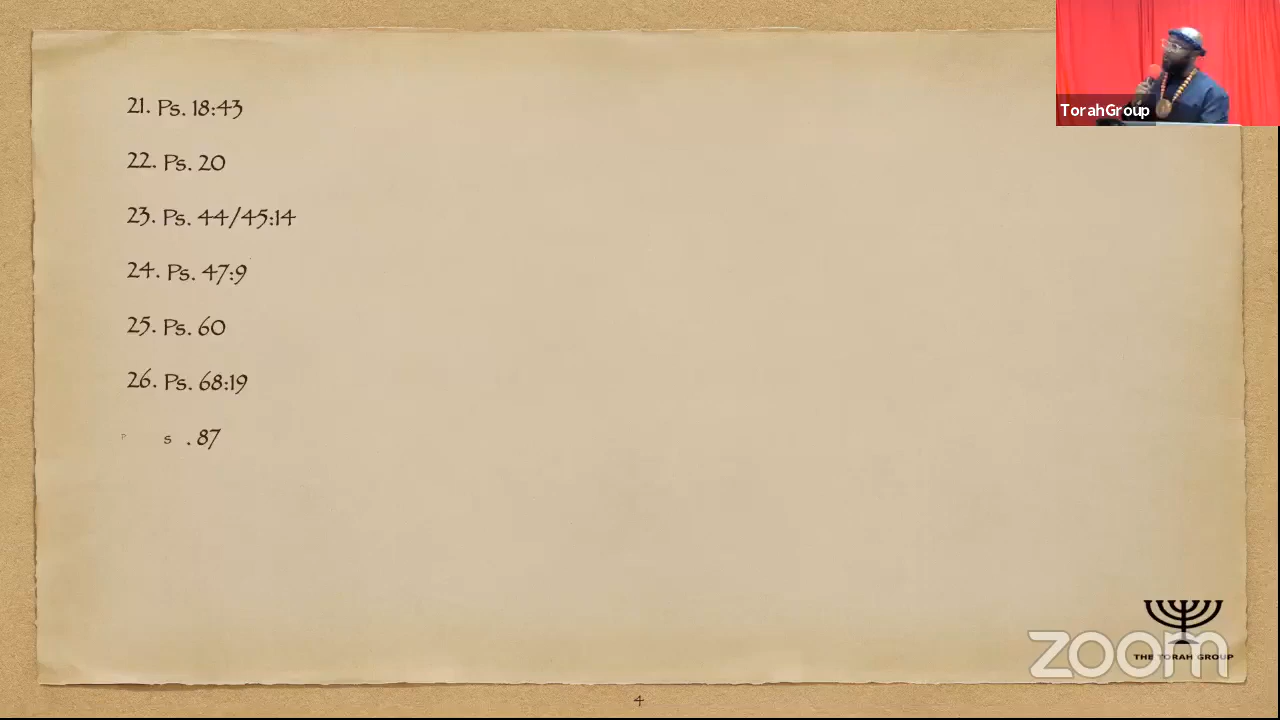 21. Ps. 18:43
22. Ps. 20
23. Ps. 44/45:14
24. Ps. 47:9
25. Ps. 60
26. Ps. 68:19
Ps. 87
TorahGroup
zoom
THE TORAH GROUP
4